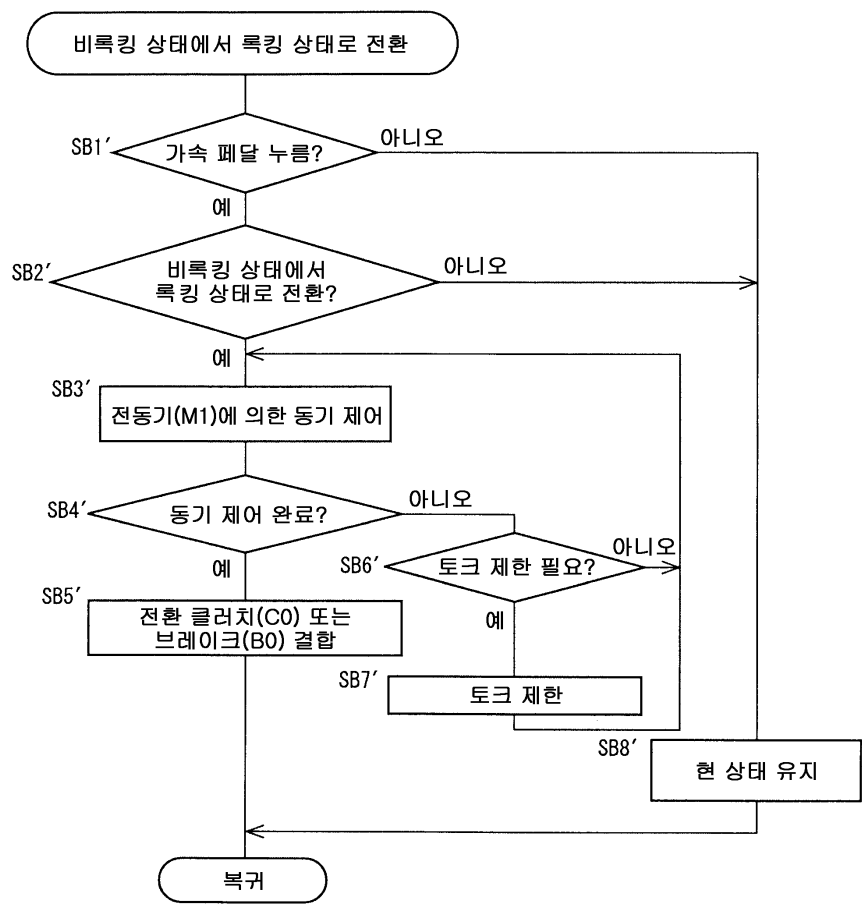 비록킹 상태에서 록킹 상태로 전환
SB1′
가속 페달 누름?
아니오
예
SB2′
비록킹 상태에서
록킹 상태로 전환?
아니오
예
SB3′
전동기(M1)에 의한 동기 제어
SB4′
동기 제어 완료?
아니오
예
SB6′
토크 제한 필요?
아니오
예
SB5′
전환 클러치(C0) 또는
브레이크(B0) 결합
SB7′
토크 제한
SB8′
현 상태 유지
복귀